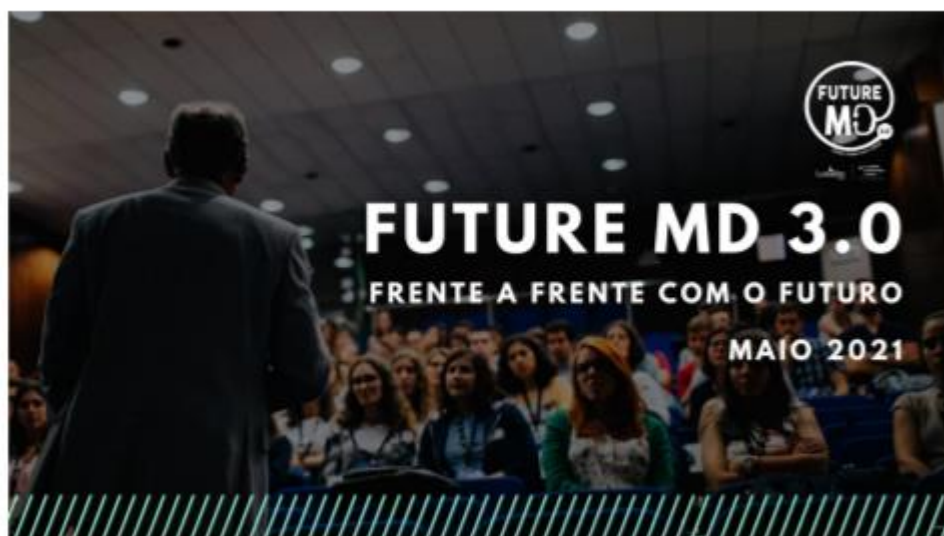 FUTURE
MD
FUTURE MD 3.0
FRENTE A FRENTE COM O FUTURO
MAIO 2021